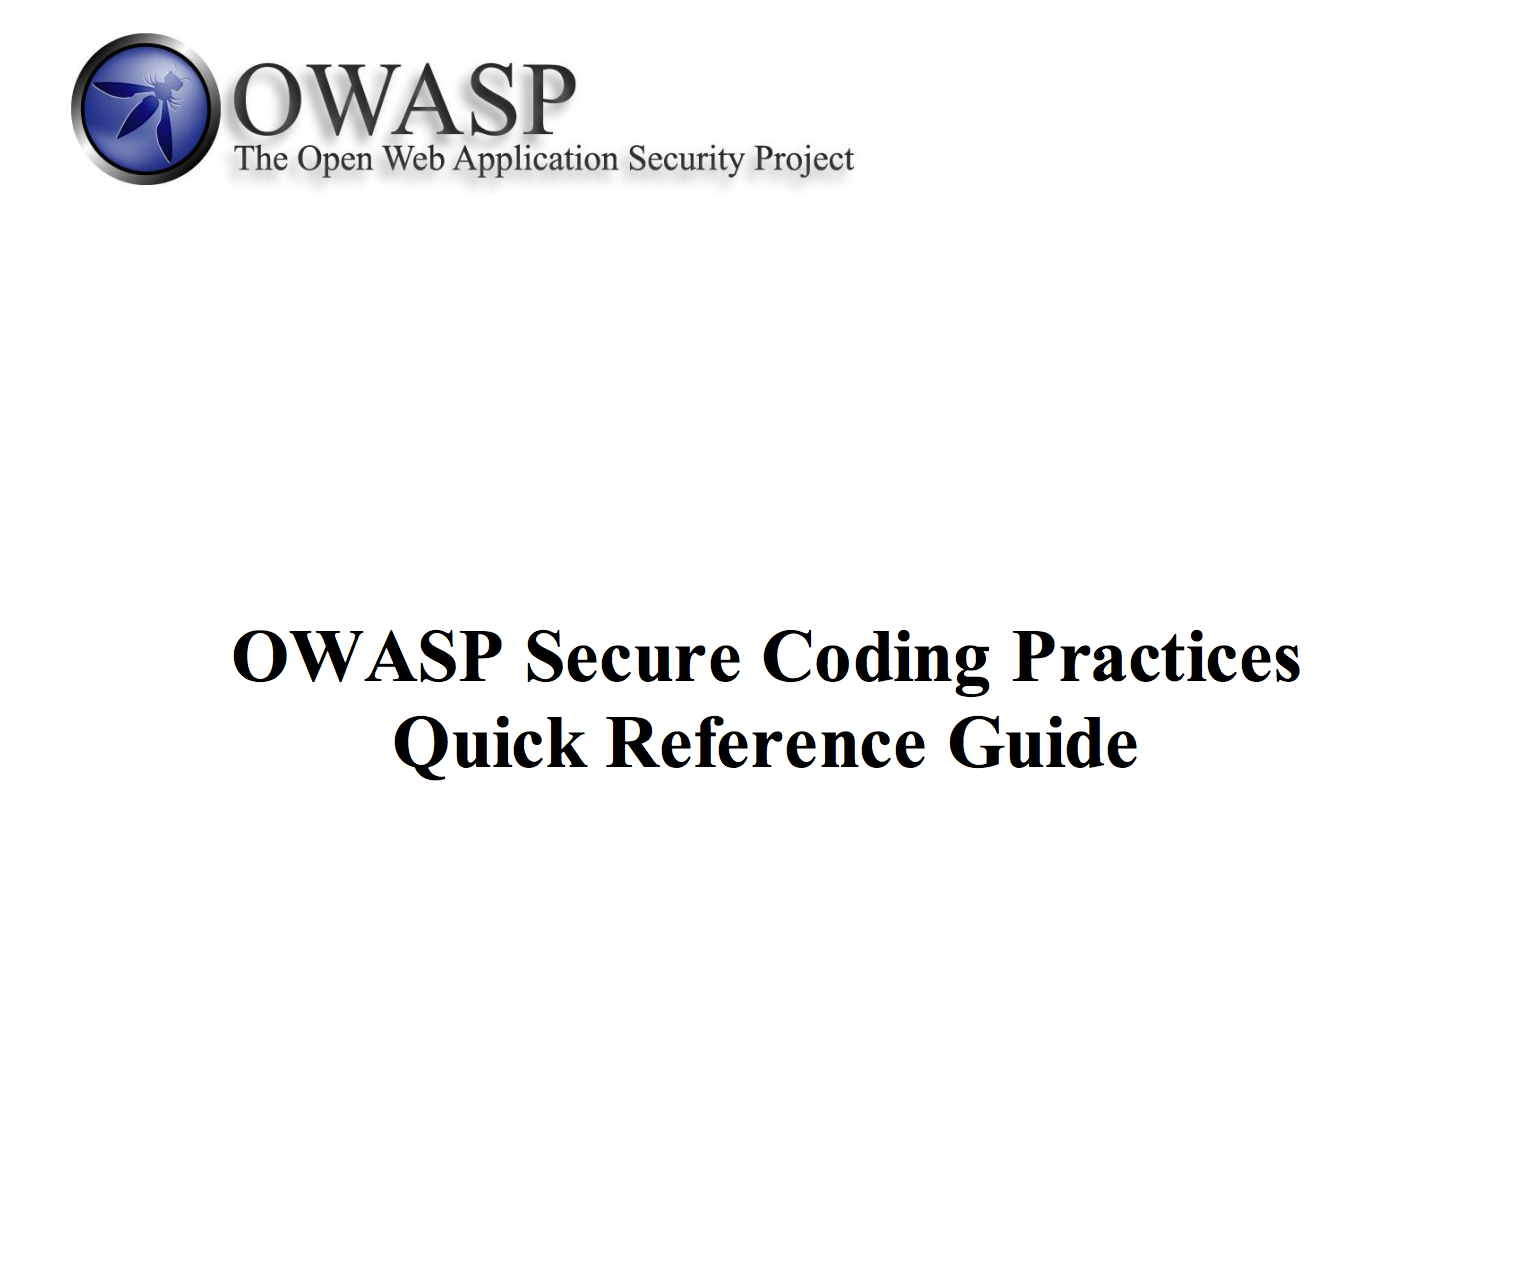 OWASP
The Open Web Application Security Project
OWASP Secure Coding Practices
Quick Reference Guide